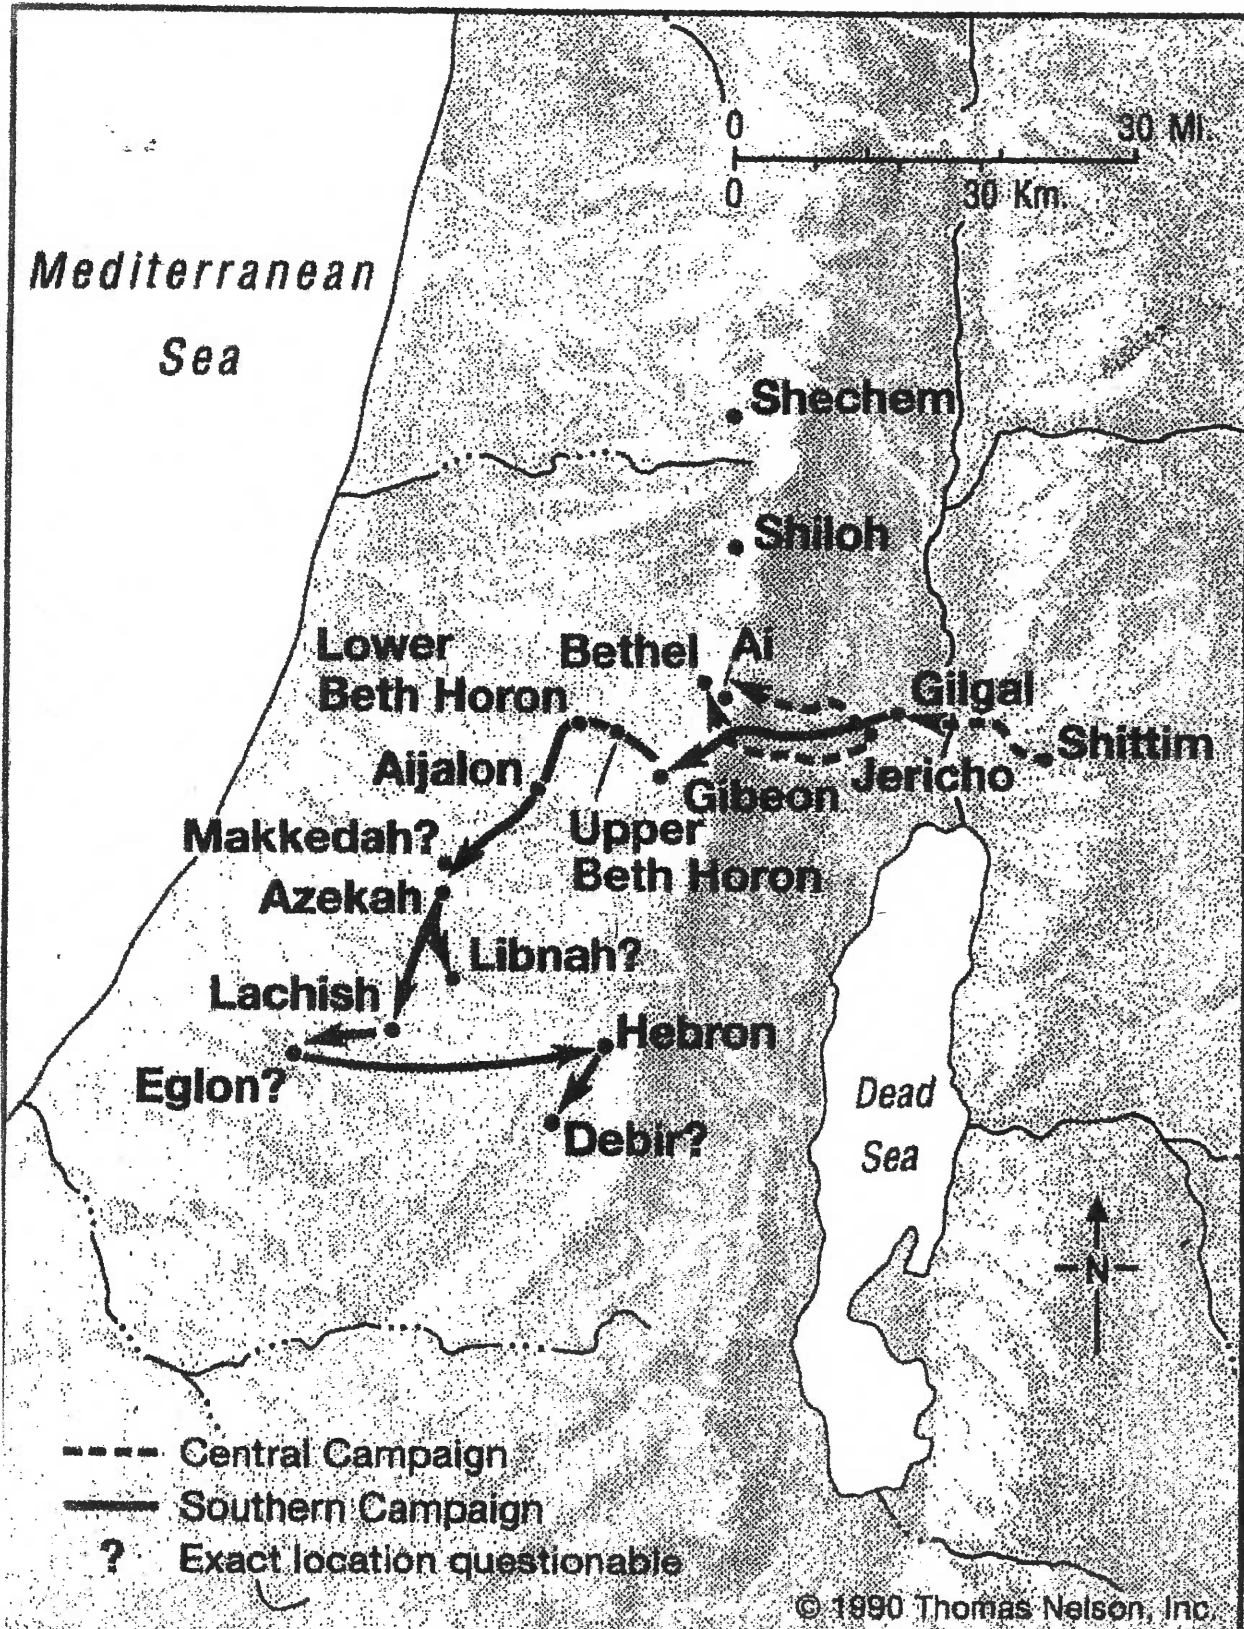 0
30 Mi.
0
30 Km.
Mediterranean
Sea
Shechem
Shiloh
Lower
Beth Horon
Bethel
Ai
Gilgal
Shittim
Aijalon
Jericho
Gibeon
Makkedah?
Upper
Beth Horon
Azekah
Libnah?
Lachish
Hebron
Eglon?
Debir?
Dead
Sea
N
Central Campaign
Southern Campaign
? Exact location questionable
© 1990 Thomas Nelson, Inc.